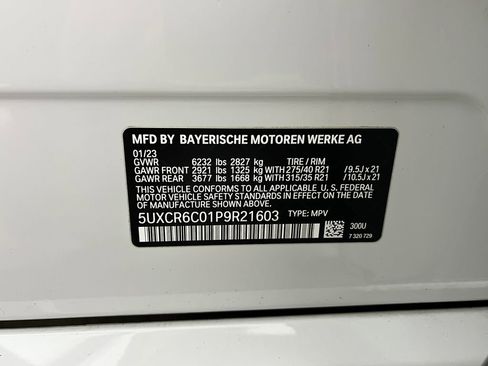 MFD BY BAYERISCHE MOTOREN WERKE AG
01/23
GVWR 6232 lbs 2827 kg TIRE / RIM
GAWR FRONT 2921 lbs 1325 kg 275/40 R21 / 9.5J x 21
GAWR REAR 3677 lbs 1668 kg 315/35 R21 / 10.5J x 21
THIS VEHICLE CONFORMS TO ALL APPLICABLE U. S. FEDERAL
MOTOR VEHICLE SAFETY STANDARDS IN EFFECT ON THE
DATE OF MANUFACTURE SHOWN ABOVE.
5UXCR6C01P9R21603 TYPE: MPV
300U
7 320 729